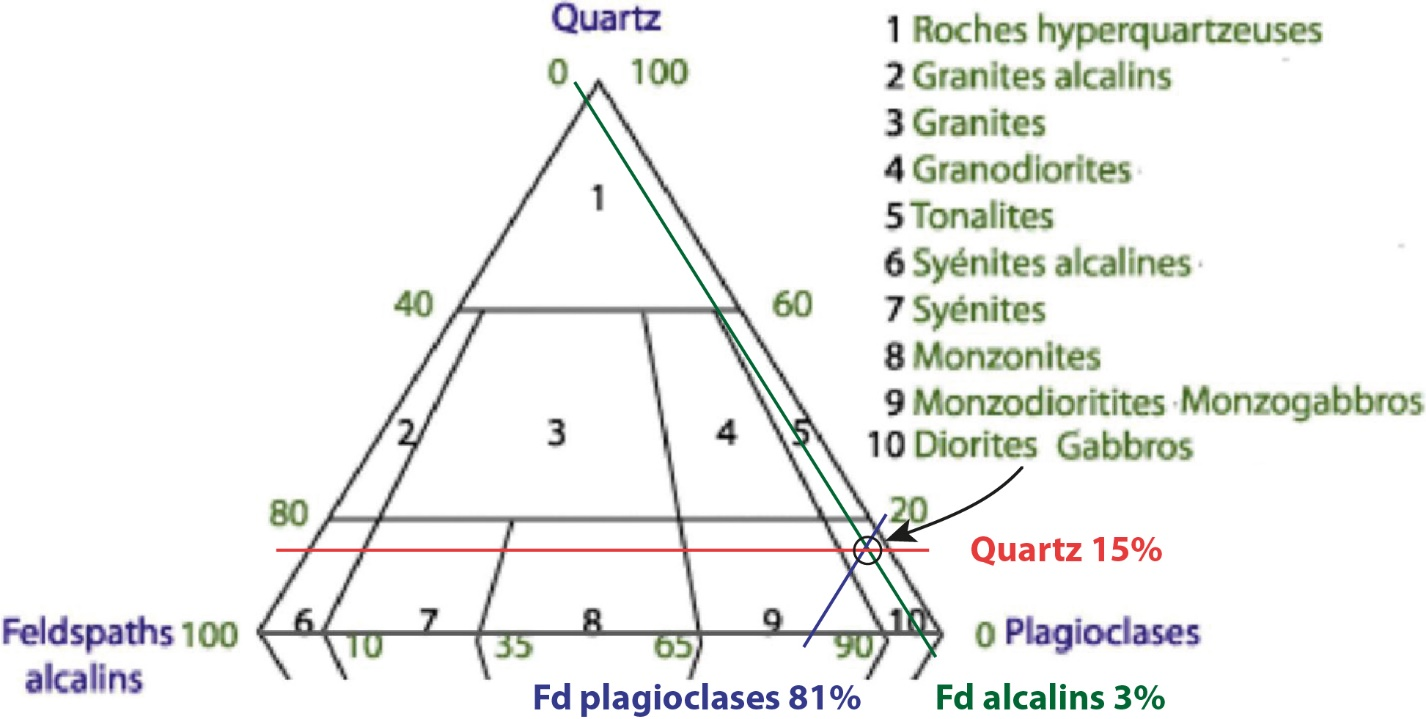 Quartz
0 100
1 Roches hyperquartzeuses
2 Granites alcalins
3 Granites
4 Granodiorites
5 Tonalites
6 Syénites alcalines
7 Syénites
8 Monzonites
9 Monzodioritites Monzogabbros
10 Diorites Gabbros
1
40 60
2 3 4 5
80 20
Quartz 15%
6 7 8 9 10
Feldspaths 100
alcalins
10 35 65 90
0 Plagioclases
Fd plagioclases 81%
Fd alcalins 3%